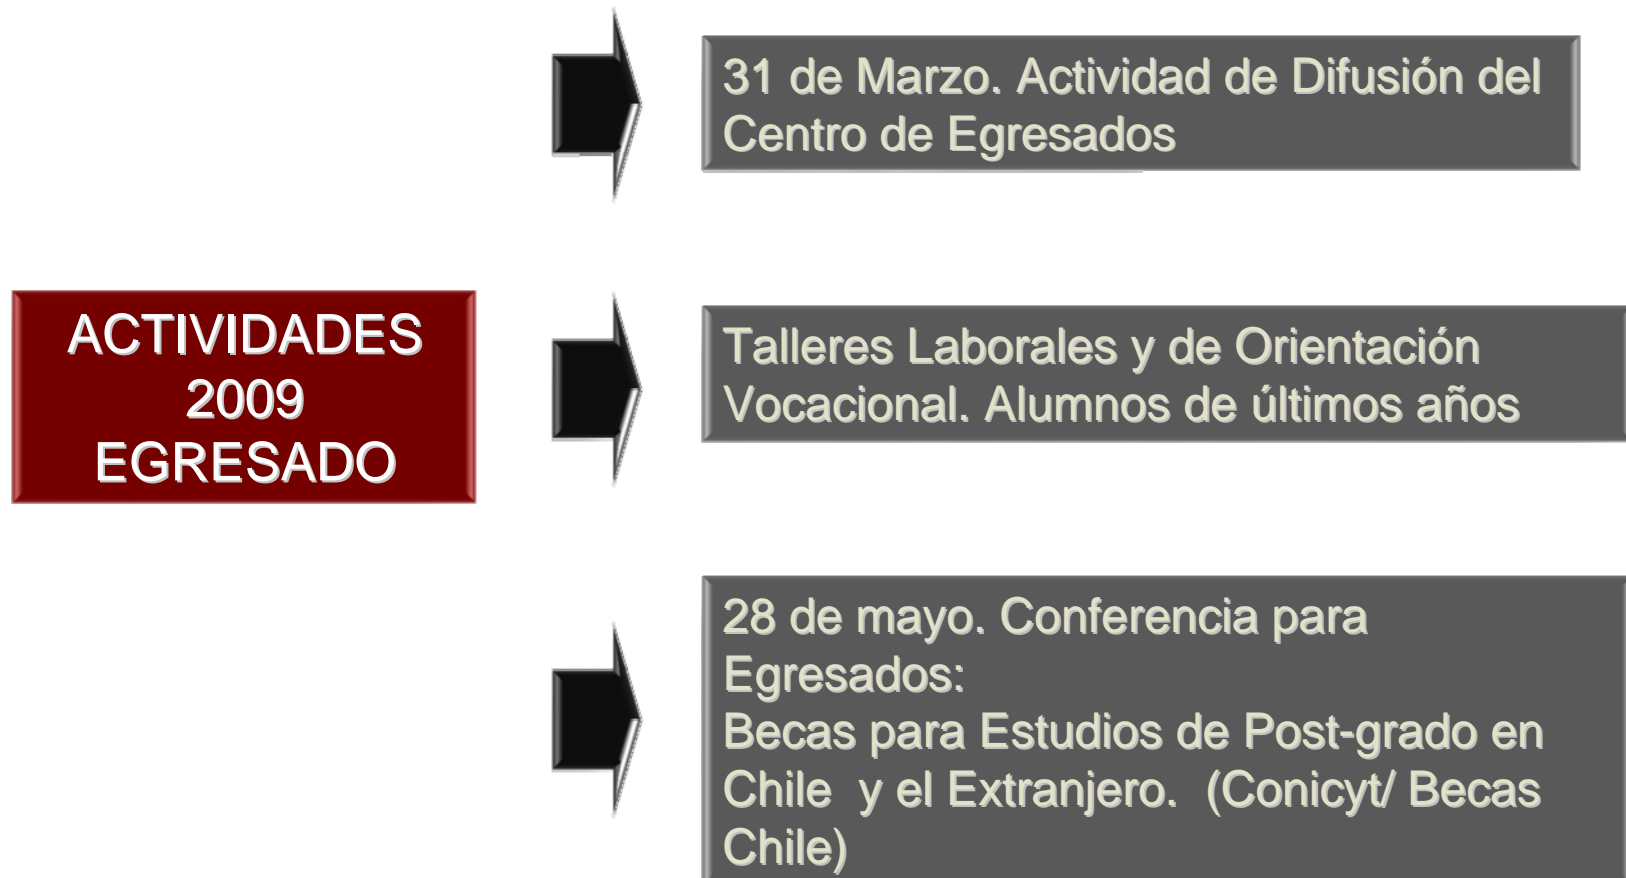 31 de Marzo. Actividad de Difusión del
Centro de Egresados
ACTIVIDADES
2009
EGRESADO
Talleres Laborales y de Orientación
Vocacional. Alumnos de últimos años
28 de mayo. Conferencia para
Egresados:
Becas para Estudios de Post-grado en
Chile  y el Extranjero.  (Conicyt/ Becas
Chile)